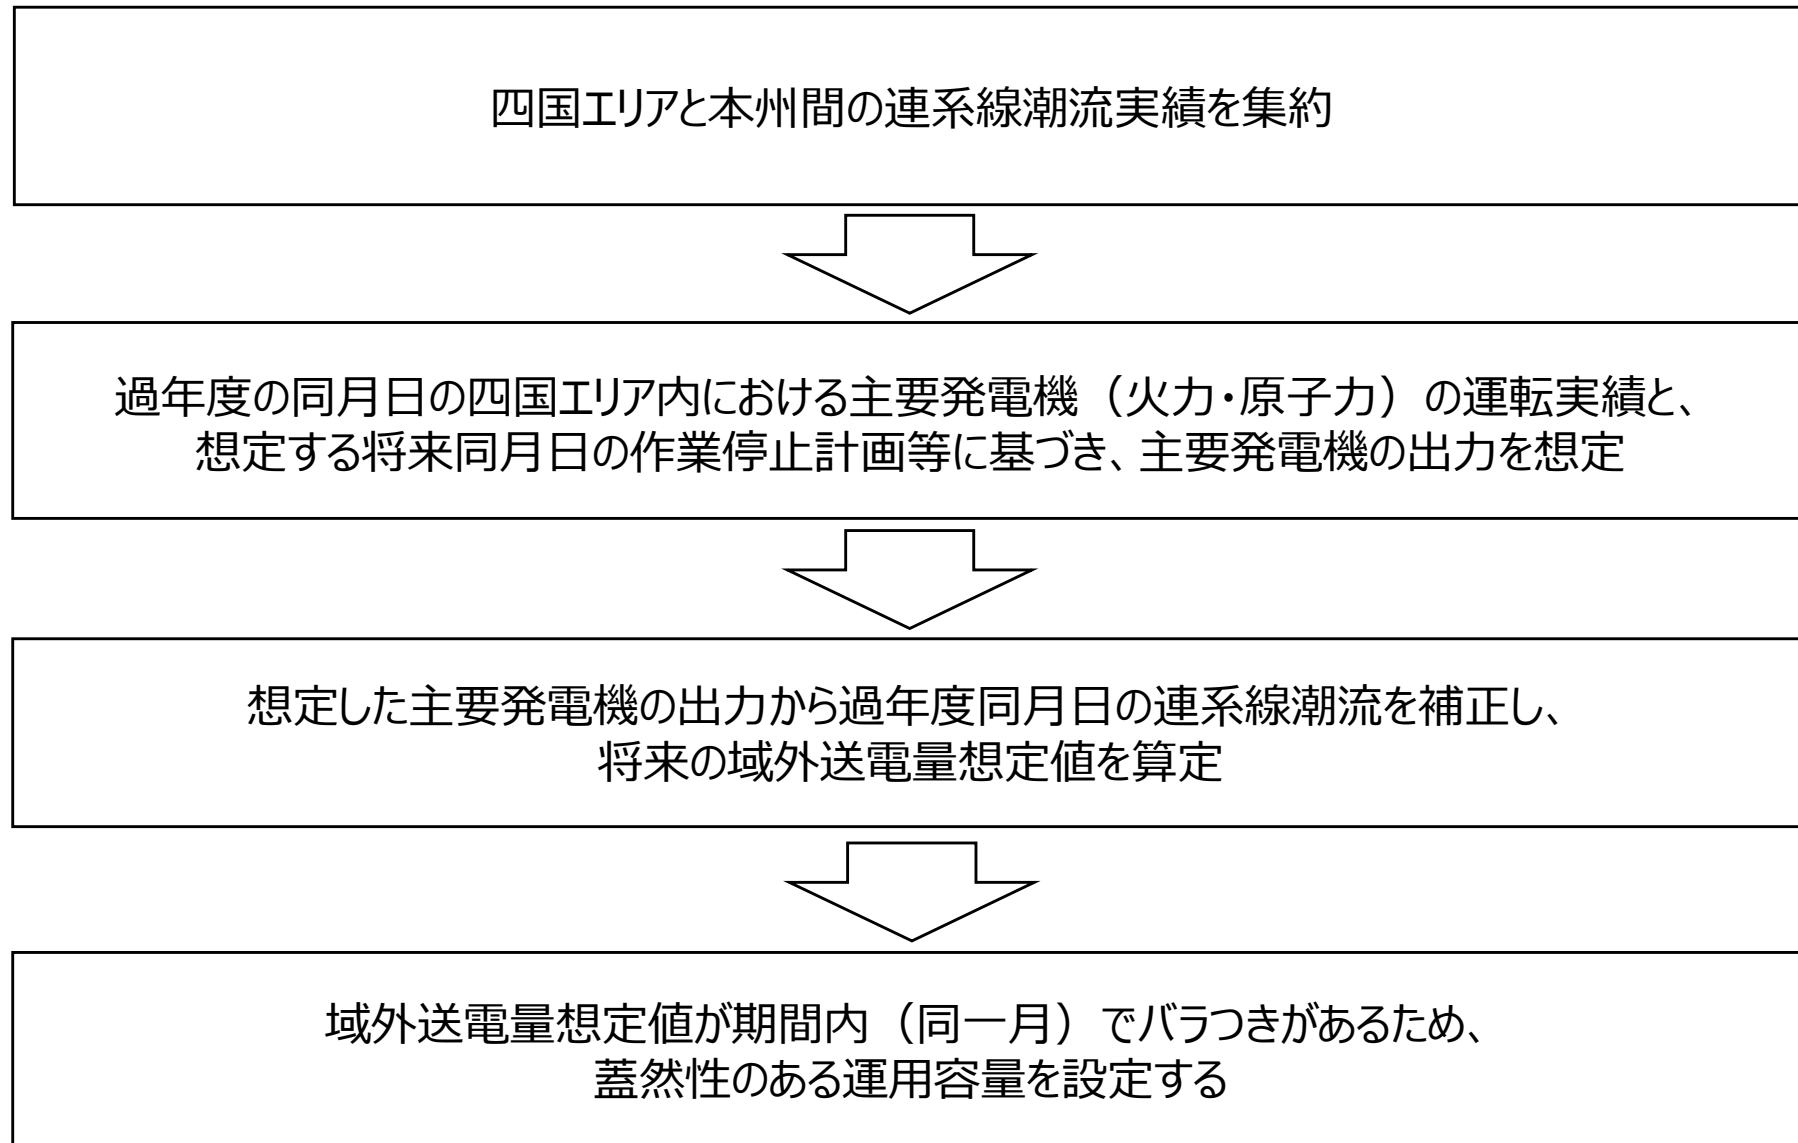 四国エリアと本州間の連系線潮流実績を集約
過年度の同月日の四国エリア内における主要発電機（火力・原子力）の運転実績と、
想定する将来同月日の作業停止計画等に基づき、主要発電機の出力を想定
想定した主要発電機の出力から過年度同月日の連系線潮流を補正し、
将来の域外送電量想定値を算定
域外送電量想定値が期間内（同一月）でバラつきがあるため、
蓋然性のある運用容量を設定する